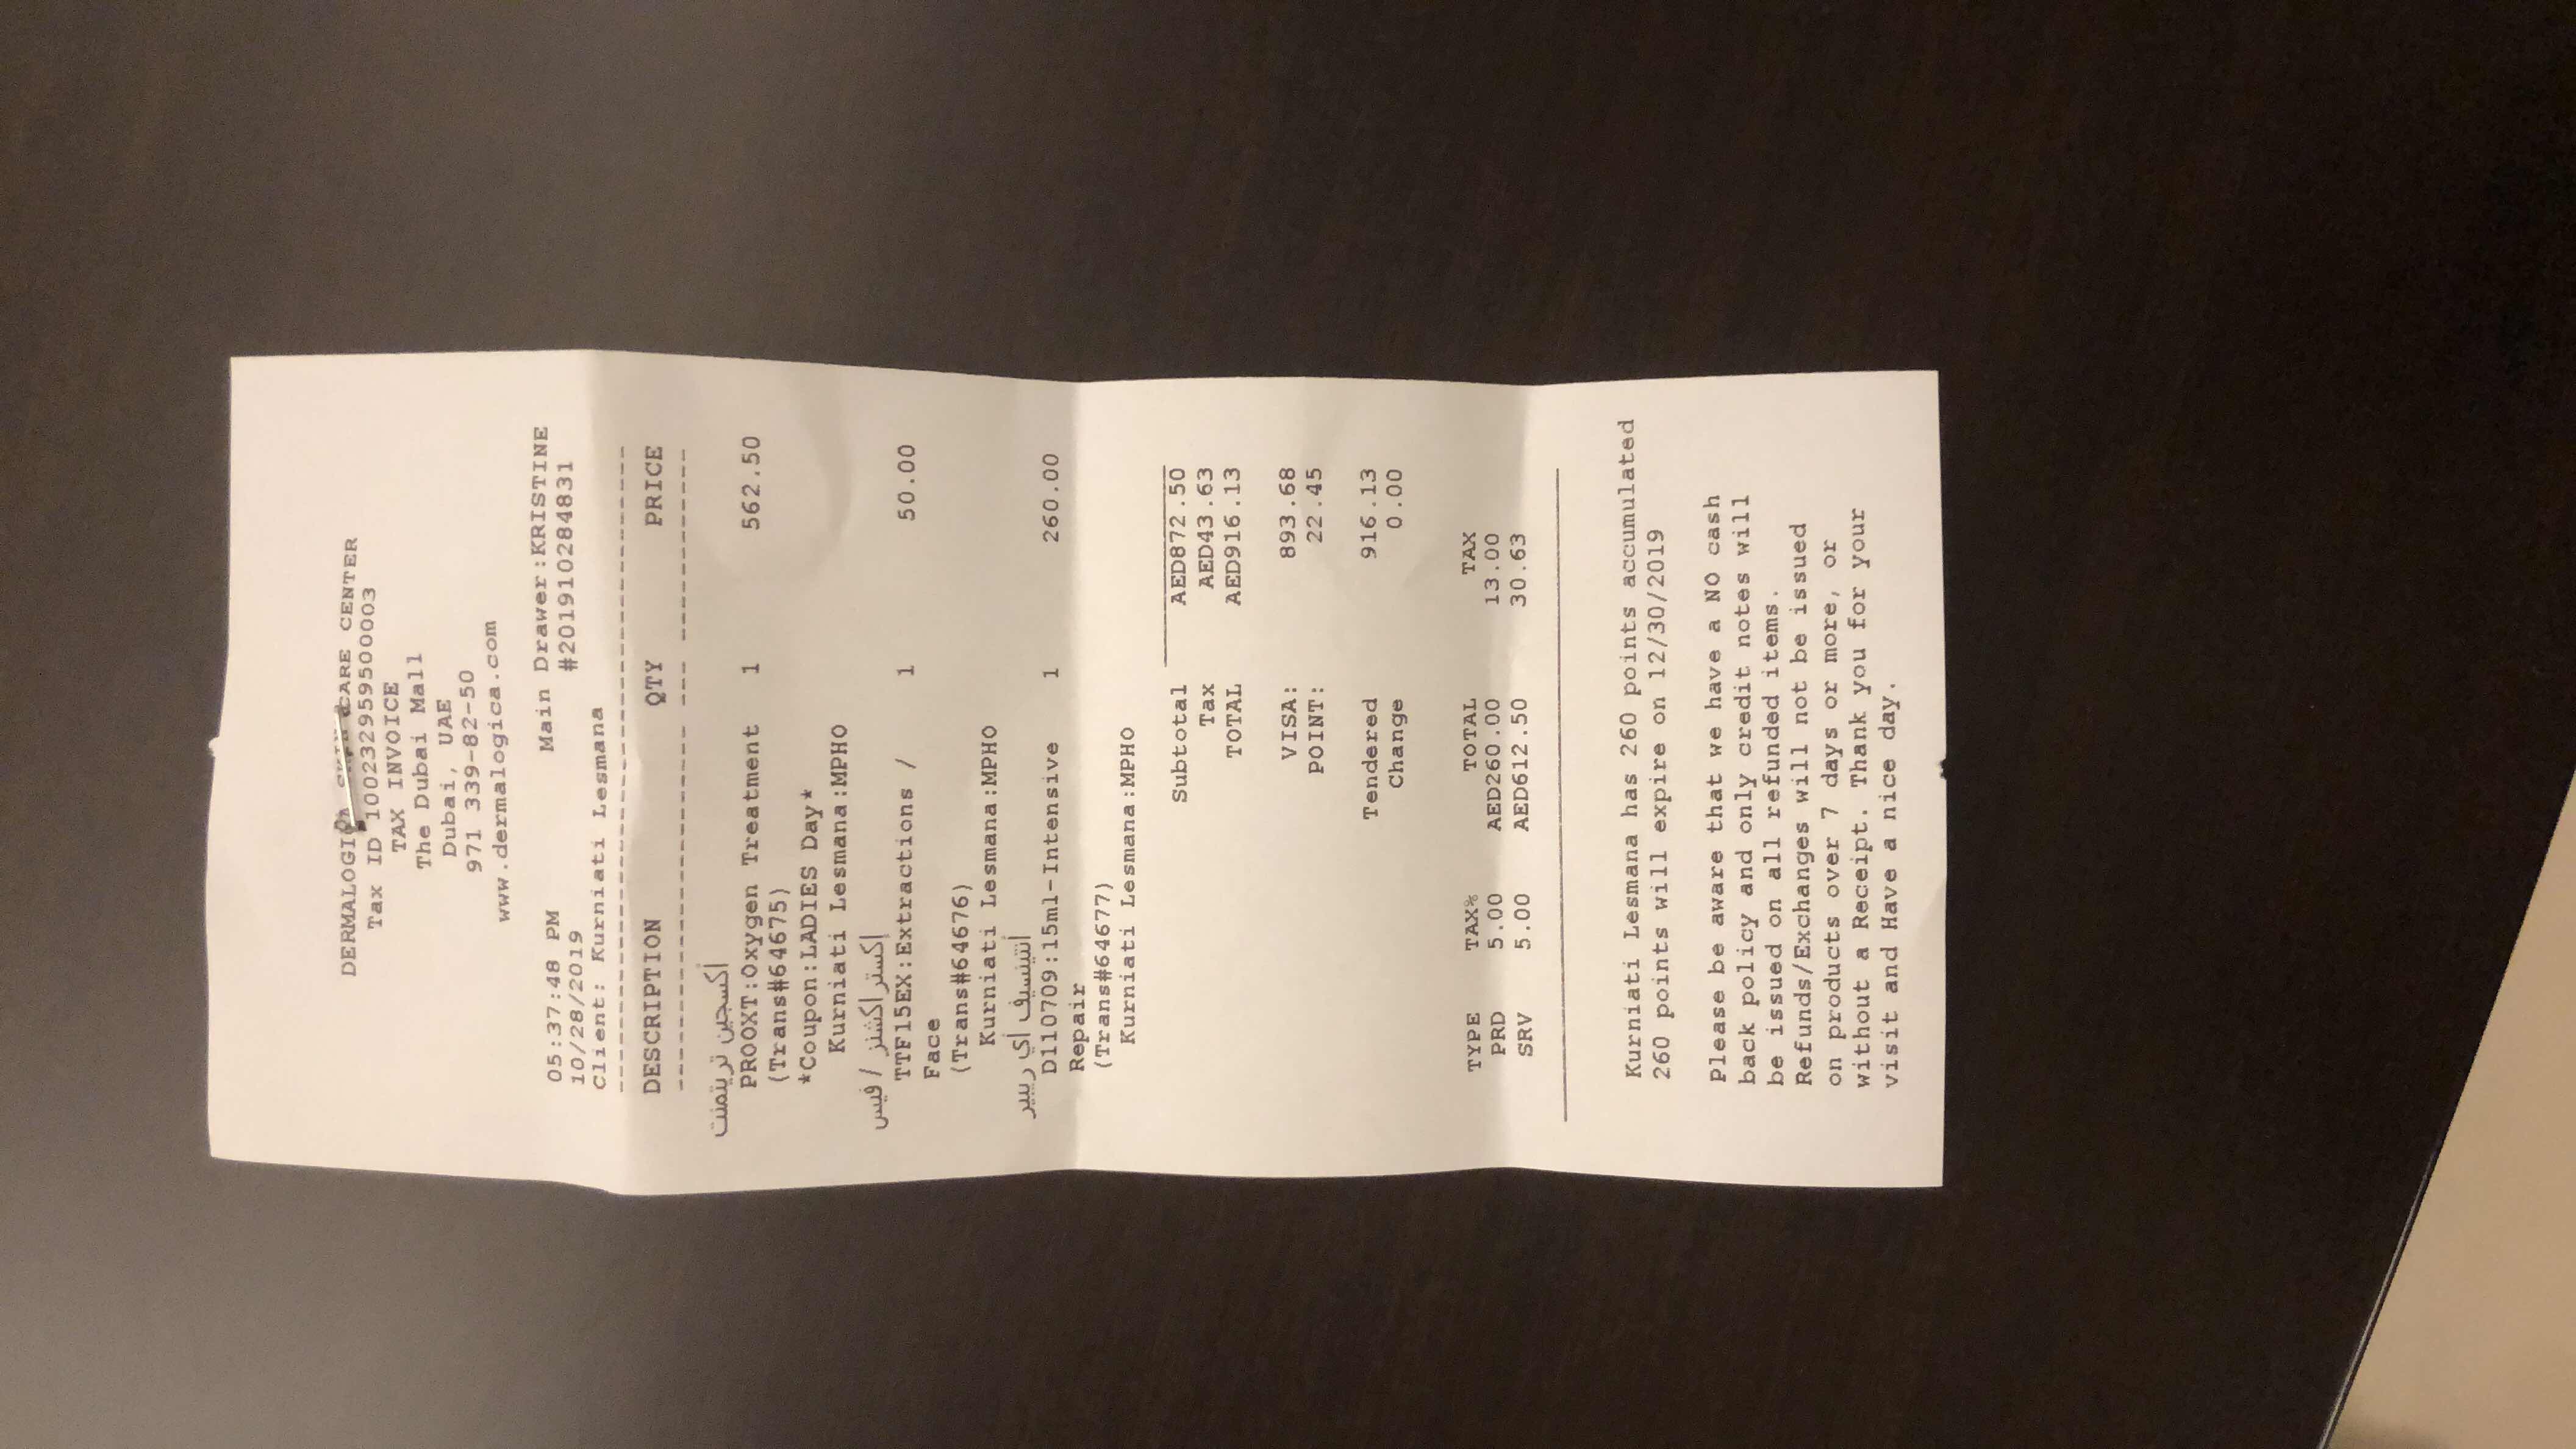 DERMALOGICA SKIN CARE CENTER
Tax ID 100232959500003
TAX INVOICE
The Dubai Mall
Dubai, UAE
971 339-82-50
www.dermalogica.com
05:37:48 PM Main Drawer:KRISTINE
10/28/2019 #201910284831
Client: Kurniati Lesmana
DESCRIPTION QTY PRICE
أكسجين تريتمنت
PROOXT:Oxygen Treatment 1 562.50
(Trans#64675)
*Coupon:LADIES Day*
Kurniati Lesmana:MPHO
إكستراكشنز / فيس
TTF15EX:Extractions / 1 50.00
Face
(Trans#64676)
Kurniati Lesmana:MPHO
أنتينسيف أي ريبير
D110709:15ml-Intensive 1 260.00
Repair
(Trans#64677)
Kurniati Lesmana:MPHO
Subtotal AED872.50
Tax AED43.63
TOTAL AED916.13
VISA: 893.68
POINT: 22.45
Tendered 916.13
Change 0.00
TYPE TAX% TOTAL TAX
PRD 5.00 AED260.00 13.00
SRV 5.00 AED612.50 30.63
Kurniati Lesmana has 260 points accumulated
260 points will expire on 12/30/2019
Please be aware that we have a NO cash
back policy and only credit notes will
be issued on all refunded items.
Refunds/Exchanges will not be issued
on products over 7 days or more, or
without a Receipt. Thank you for your
visit and Have a nice day.